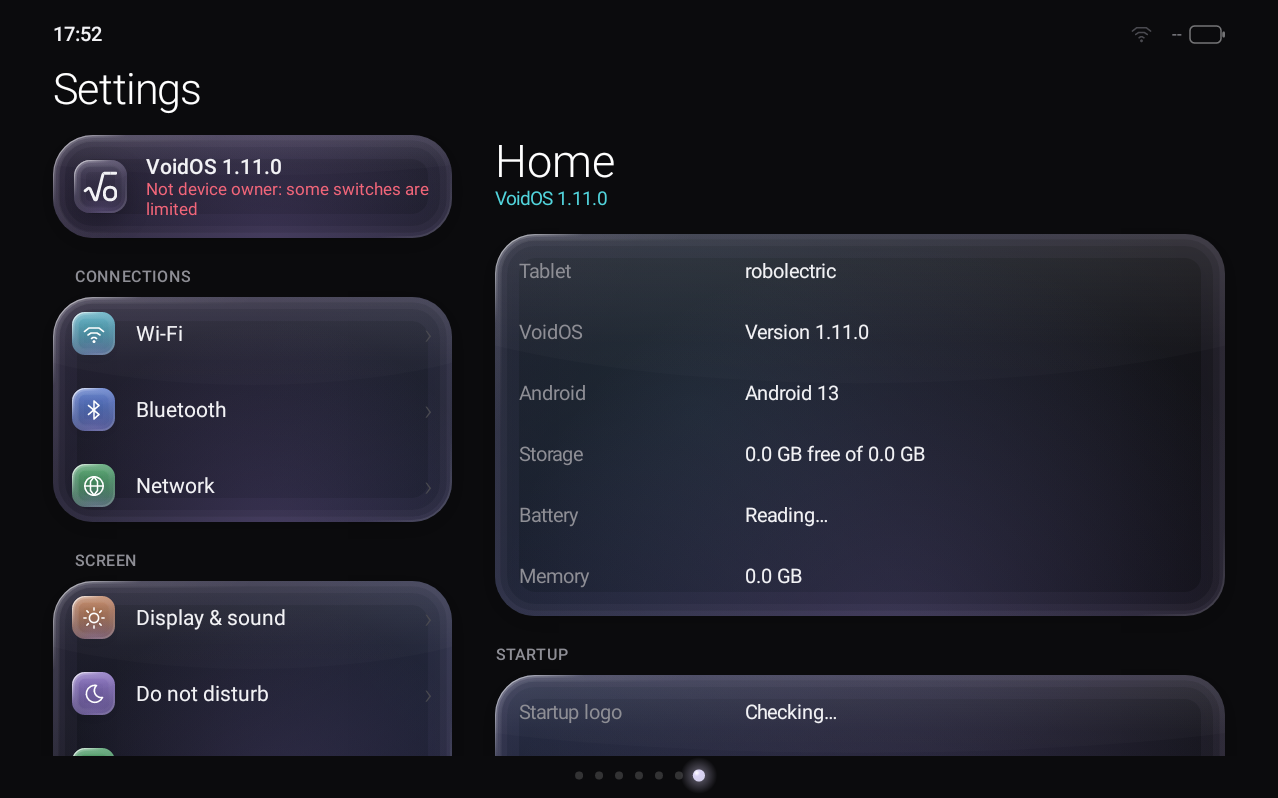 17:52
--
Settings
VoidOS 1.11.0
Not device owner: some switches are
limited
CONNECTIONS
Wi-Fi
Bluetooth
Network
SCREEN
Display & sound
Do not disturb
Home
VoidOS 1.11.0
Tablet robolectric
VoidOS Version 1.11.0
Android Android 13
Storage 0.0 GB free of 0.0 GB
Battery Reading…
Memory 0.0 GB
STARTUP
Startup logo Checking…